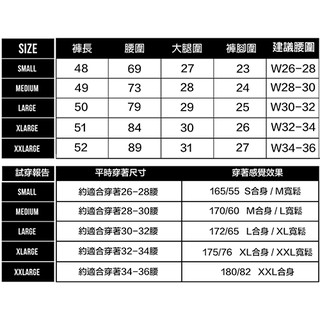 SIZE 褲長 腰圍 大腿圍 褲腳圍 建議腰圍
SMALL 48 69 27 23 W26-28
MEDIUM 49 73 28 24 W28-30
LARGE 50 79 29 25 W30-32
XLARGE 51 84 30 26 W32-34
XXLARGE 52 89 31 27 W34-36
試穿報告 平時穿著尺寸 穿著感覺效果
SMALL 約適合穿著26-28腰 165/55 S合身 / M寬鬆
MEDIUM 約適合穿著28-30腰 170/60 M合身 / L寬鬆
LARGE 約適合穿著30-32腰 172/65 L合身 / XL寬鬆
XLARGE 約適合穿著32-34腰 175/76 XL合身 / XXL寬鬆
XXLARGE 約適合穿著34-36腰 180/82 XXL合身